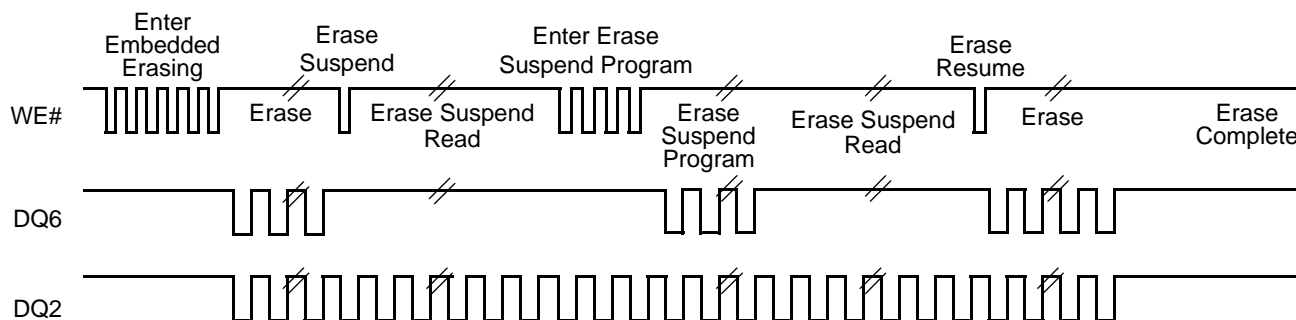 Enter
Embedded
Erasing
Erase
Suspend
Enter Erase
Suspend Program
Erase
Resume
WE#
Erase
Erase Suspend
Read
Erase
Suspend
Program
Erase Suspend
Read
Erase
Erase
Complete
DQ6
DQ2